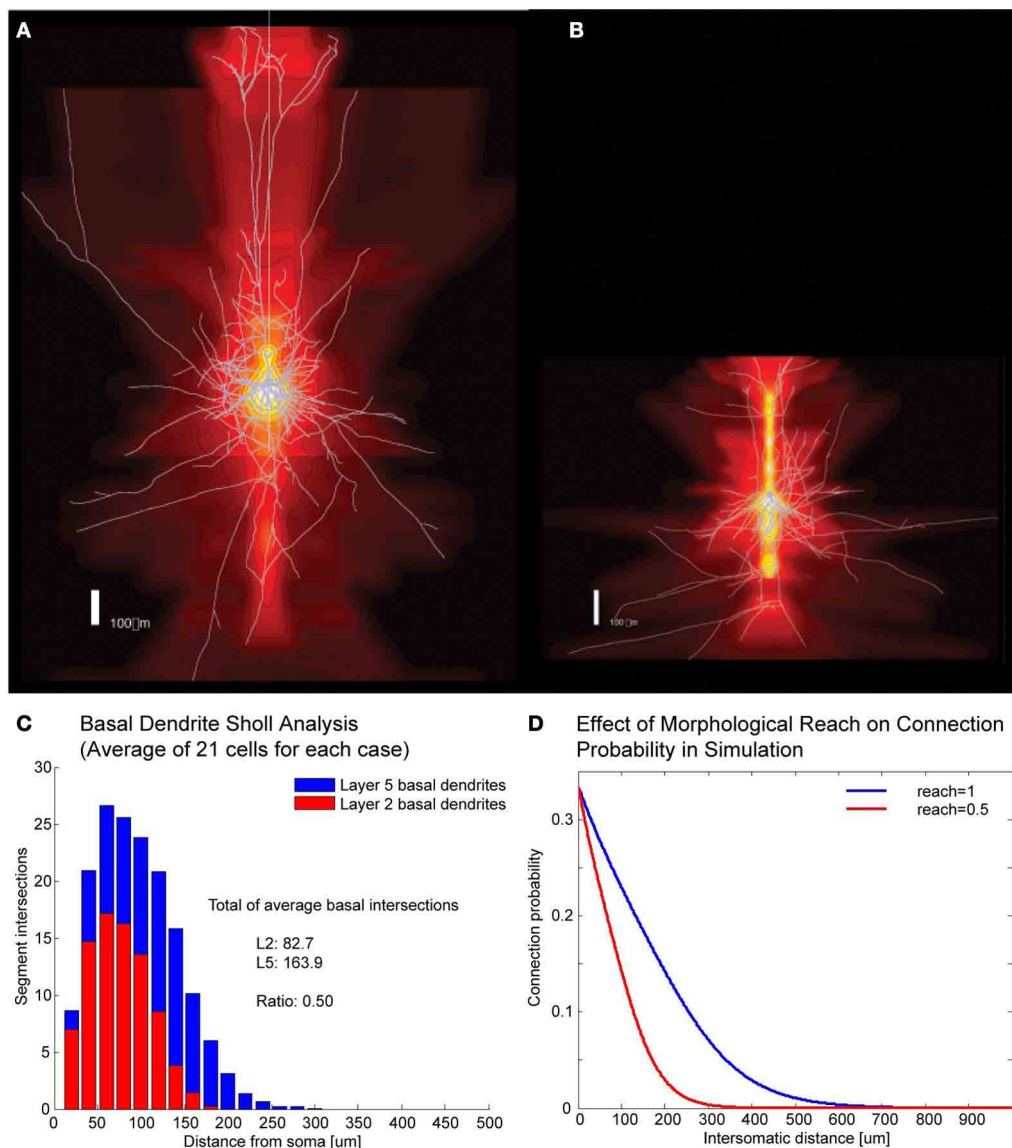 A
B
100▯m
100▯m
C Basal Dendrite Sholl Analysis
(Average of 21 cells for each case)
Segment intersections
30
25
20
15
10
5
0
Layer 5 basal dendrites
Layer 2 basal dendrites
Total of average basal intersections
L2: 82.7
L5: 163.9
Ratio: 0.50
50 100 150 200 250 300 350 400 450 500
Distance from soma [um]
D Effect of Morphological Reach on Connection
Probability in Simulation
Connection probability
0.3
0.2
0.1
0
reach=1
reach=0.5
0 100 200 300 400 500 600 700 800 900
Intersomatic distance [um]